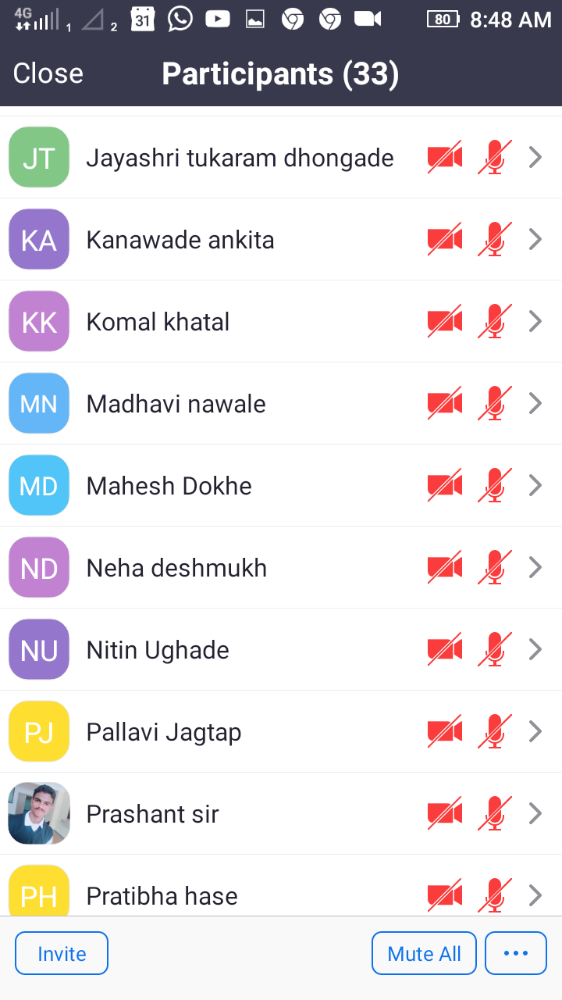 4G 1 2 31 80 8:48 AM
Close Participants (33)
JT Jayashri tukaram dhongade
KA Kanawade ankita
KK Komal khatal
MN Madhavi nawale
MD Mahesh Dokhe
ND Neha deshmukh
NU Nitin Ughade
PJ Pallavi Jagtap
Prashant sir
PH Pratibha hase
Invite Mute All ...